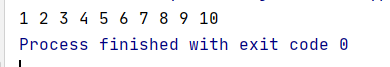 1 2 3 4 5 6 7 8 9 10
Process finished with exit code 0